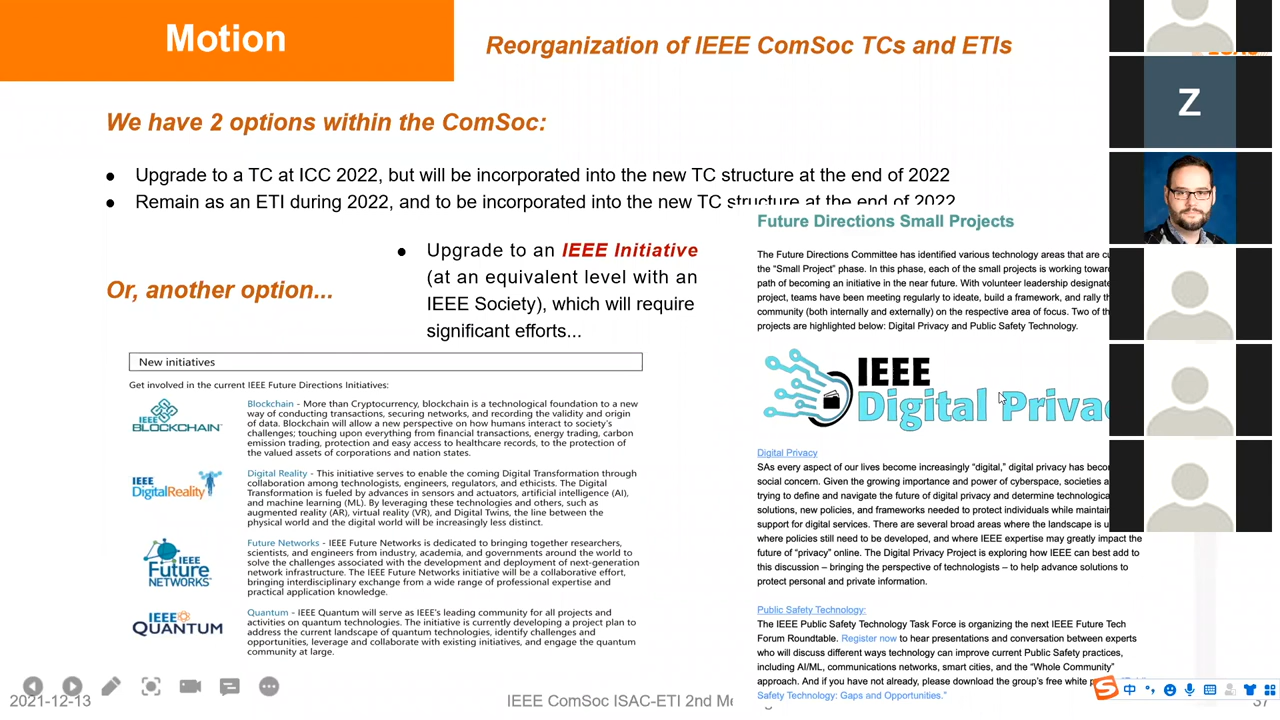 Motion
Reorganization of IEEE ComSoc TCs and ETIs
We have 2 options within the ComSoc:
● Upgrade to a TC at ICC 2022, but will be incorporated into the new TC structure at the end of 2022
● Remain as an ETI during 2022, and to be incorporated into the new TC structure at the end of 2022
Or, another option...
● Upgrade to an IEEE Initiative
(at an equivalent level with an
IEEE Society), which will require
significant efforts...
New initiatives
Get involved in the current IEEE Future Directions Initiatives:
IEEE
BLOCKCHAIN
Blockchain - More than Cryptocurrency, blockchain is a technological foundation to a new
way of conducting transactions, securing networks, and recording the validity and origin
of data. Blockchain will allow a new perspective on how humans interact to society's
challenges; touching upon everything from financial transactions, energy trading, carbon
emission trading, protection and easy access to healthcare records, to the protection of
the valued assets of corporations and nation states.
IEEE
DigitalReality
Digital Reality - This initiative serves to enable the coming Digital Transformation through
collaboration among technologists, engineers, regulators, and ethicists. The Digital
Transformation is fueled by advances in sensors and actuators, artificial intelligence (AI),
and machine learning (ML). By leveraging these technologies and others, such as
augmented reality (AR), virtual reality (VR), and Digital Twins, the line between the
physical world and the digital world will be increasingly less distinct.
IEEE
Future
NETWORKS
Future Networks - IEEE Future Networks is dedicated to bringing together researchers,
scientists, and engineers from industry, academia, and governments around the world to
solve the challenges associated with the development and deployment of next-generation
network infrastructure. The IEEE Future Networks initiative will be a collaborative effort,
bringing interdisciplinary exchange from a wide range of professional expertise and
practical application knowledge.
IEEE
QUANTUM
Quantum - IEEE Quantum will serve as IEEE's leading community for all projects and
activities on quantum technologies. The initiative is currently developing a project plan to
address the current landscape of quantum technologies, identify challenges and
opportunities, leverage and collaborate with existing initiatives, and engage the quantum
community at large.
Future Directions Small Projects
The Future Directions Committee has identified various technology areas that are
the “Small Project” phase. In this phase, each of the small projects is working
path of becoming an initiative in the near future. With volunteer leadership
project, teams have been meeting regularly to ideate, build a framework, and rally
community (both internally and externally) on the respective area of focus. Two of
projects are highlighted below: Digital Privacy and Public Safety Technology.
IEEE
Digital
Digital Privacy
SAs every aspect of our lives become increasingly “digital,” digital privacy has
social concern. Given the growing importance and power of cyberspace, societies
trying to define and navigate the future of digital privacy and determine
solutions, new policies, and frameworks needed to protect individuals while
support for digital services. There are several broad areas where the landscape is
where policies still need to be developed, and where IEEE expertise may greatly impact the
future of “privacy” online. The Digital Privacy Project is exploring how IEEE can best add to
this discussion – bringing the perspective of technologists – to help advance solutions to
protect personal and private information.
Public Safety Technology:
The IEEE Public Safety Technology Task Force is organizing the next IEEE Future Tech
Forum Roundtable. Register now to hear presentations and conversation between experts
who will discuss different ways technology can improve current Public Safety practices,
including AI/ML, communications networks, smart cities, and the “Whole Community”
approach. And if you have not already, please download the group's free white
Safety Technology: Gaps and Opportunities.”
Z
中
2021-12-13
IEEE ComSoc ISAC-ETI 2nd
37